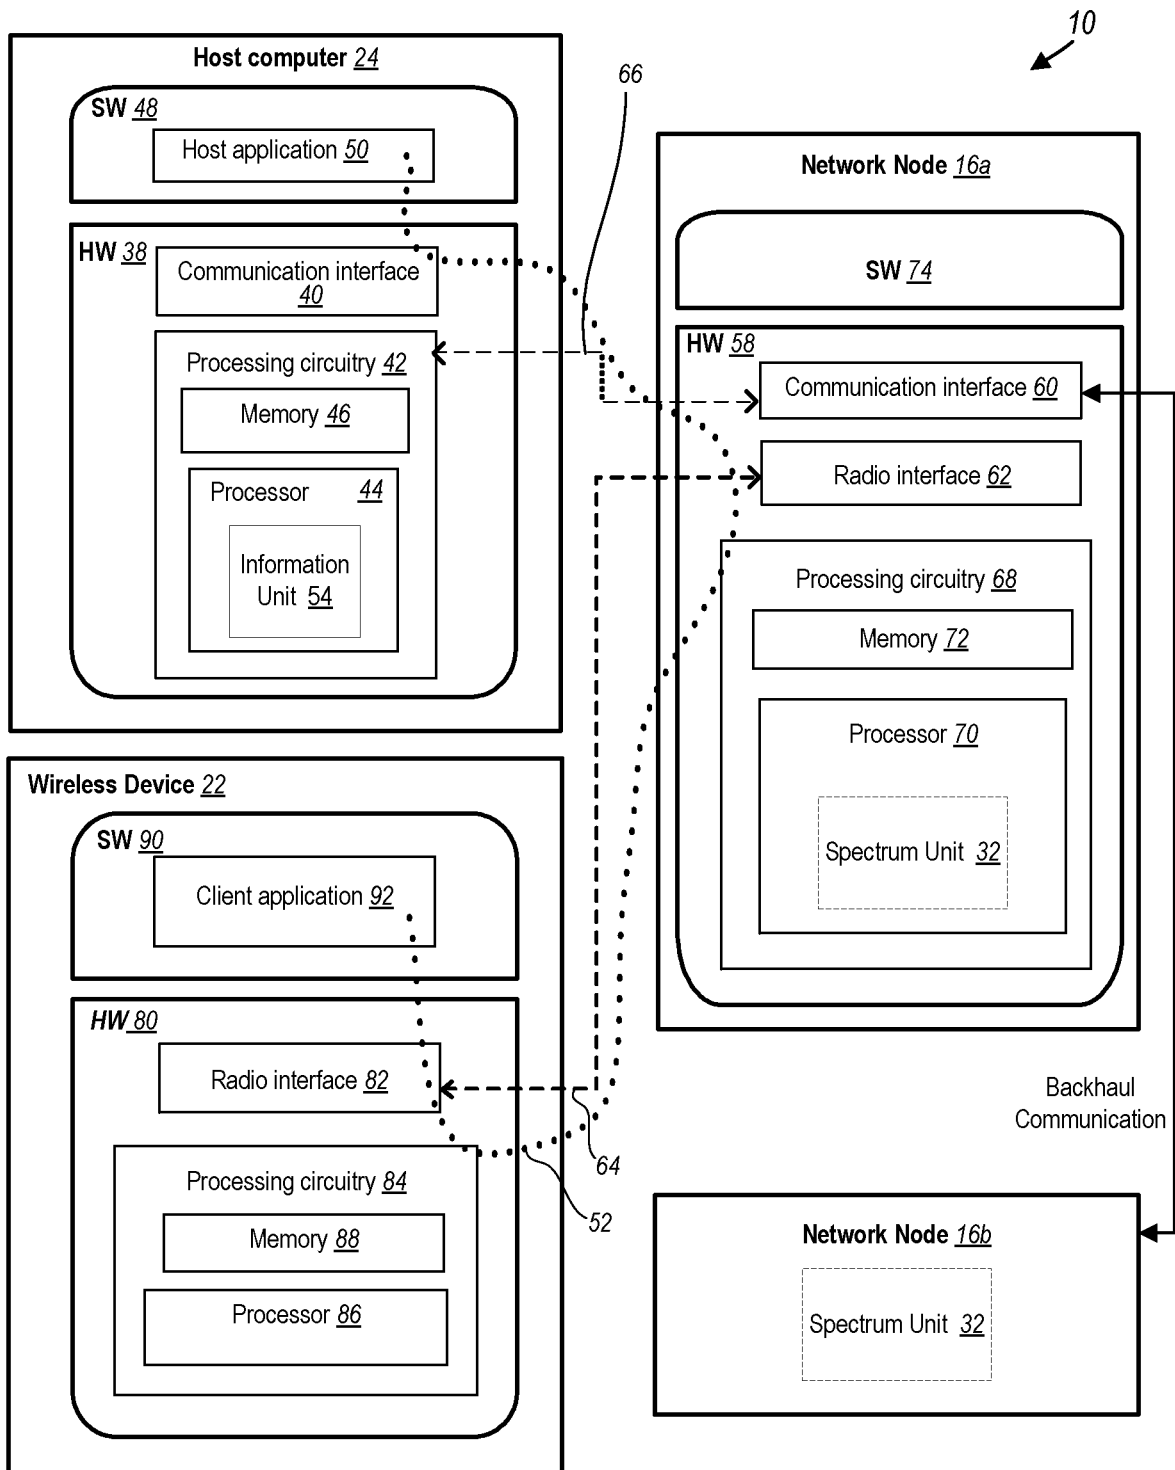 10
Host computer 24
SW 48
Host application 50
HW 38
Communication interface
40
Processing circuitry 42
Memory 46
Processor 44
Information
Unit 54
66
Network Node 16a
SW 74
HW 58
Communication interface 60
Radio interface 62
Processing circuitry 68
Memory 72
Processor 70
Spectrum Unit 32
Wireless Device 22
SW 90
Client application 92
HW 80
Radio interface 82
Processing circuitry 84
Memory 88
Processor 86
64
52
Backhaul
Communication
Network Node 16b
Spectrum Unit 32